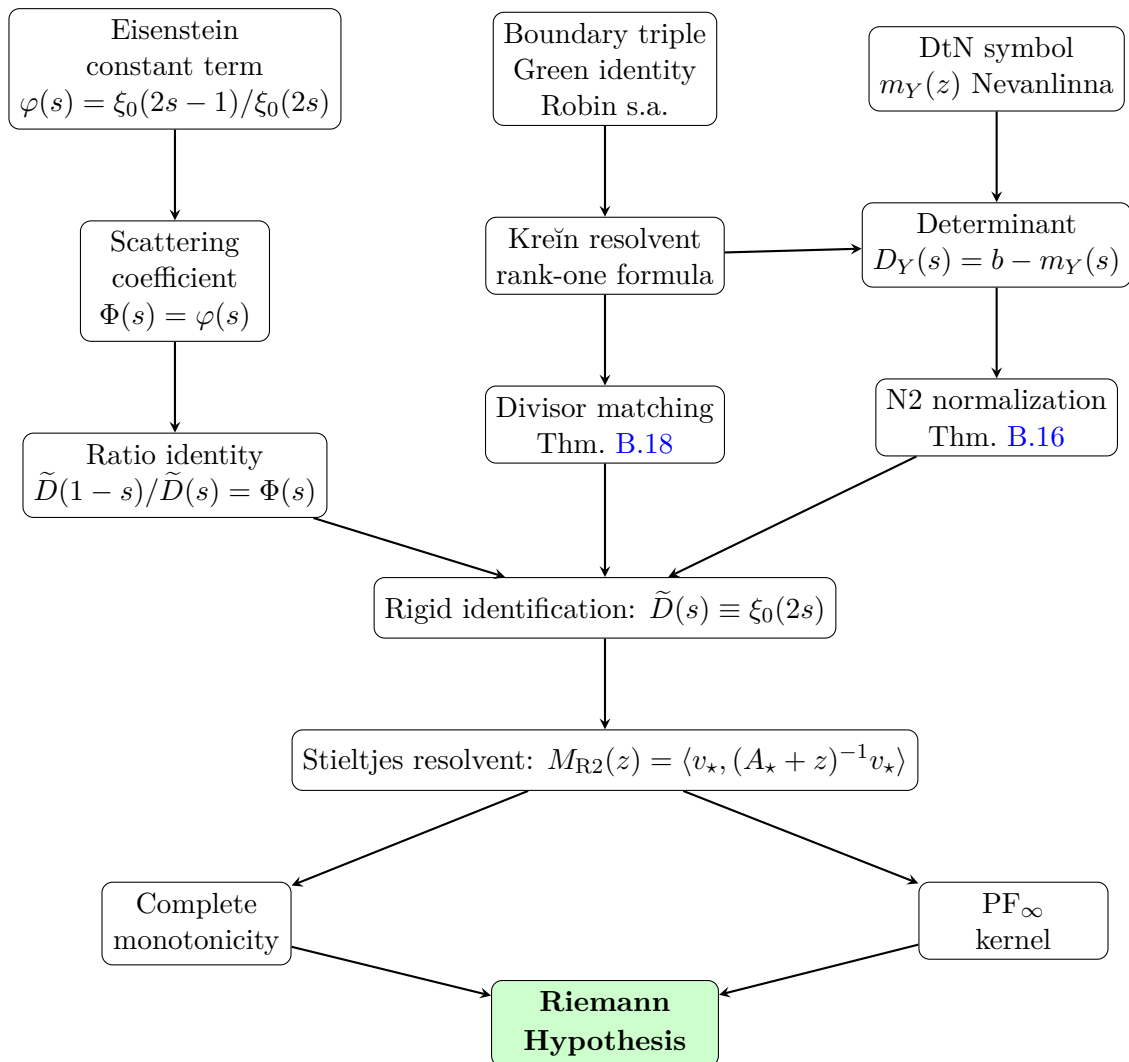 Eisenstein
constant term
φ(s) = ξ₀(2s − 1)/ξ₀(2s)
Boundary triple
Green identity
Robin s.a.
DtN symbol
m_Y(z) Nevanlinna
Scattering
coefficient
Φ(s) = φ(s)
Kreĭn resolvent
rank-one formula
Determinant
D_Y(s) = b − m_Y(s)
Ratio identity
D̃(1 − s)/D̃(s) = Φ(s)
Divisor matching
Thm. B.18
N2 normalization
Thm. B.16
Rigid identification: D̃(s) ≡ ξ₀(2s)
Stieltjes resolvent: M_R2(z) = ⟨v⋆, (A⋆ + z)⁻¹v⋆⟩
Complete
monotonicity
PF∞
kernel
Riemann
Hypothesis